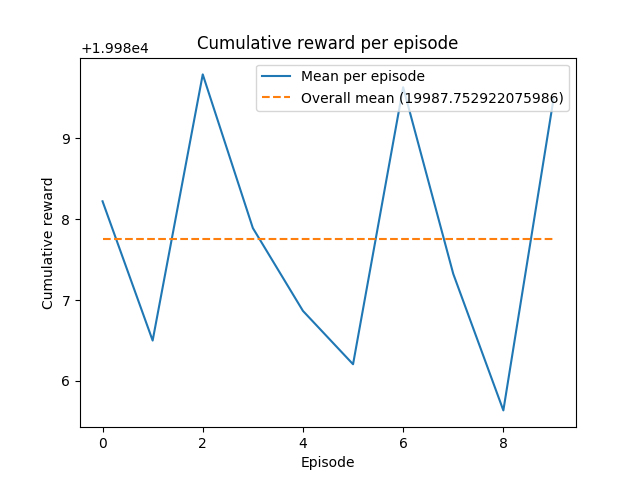 Cumulative reward per episode
+1.998e4
Mean per episode
Overall mean (19987.752922075986)
9
8
7
6
Cumulative reward
0 2 4 6 8
Episode